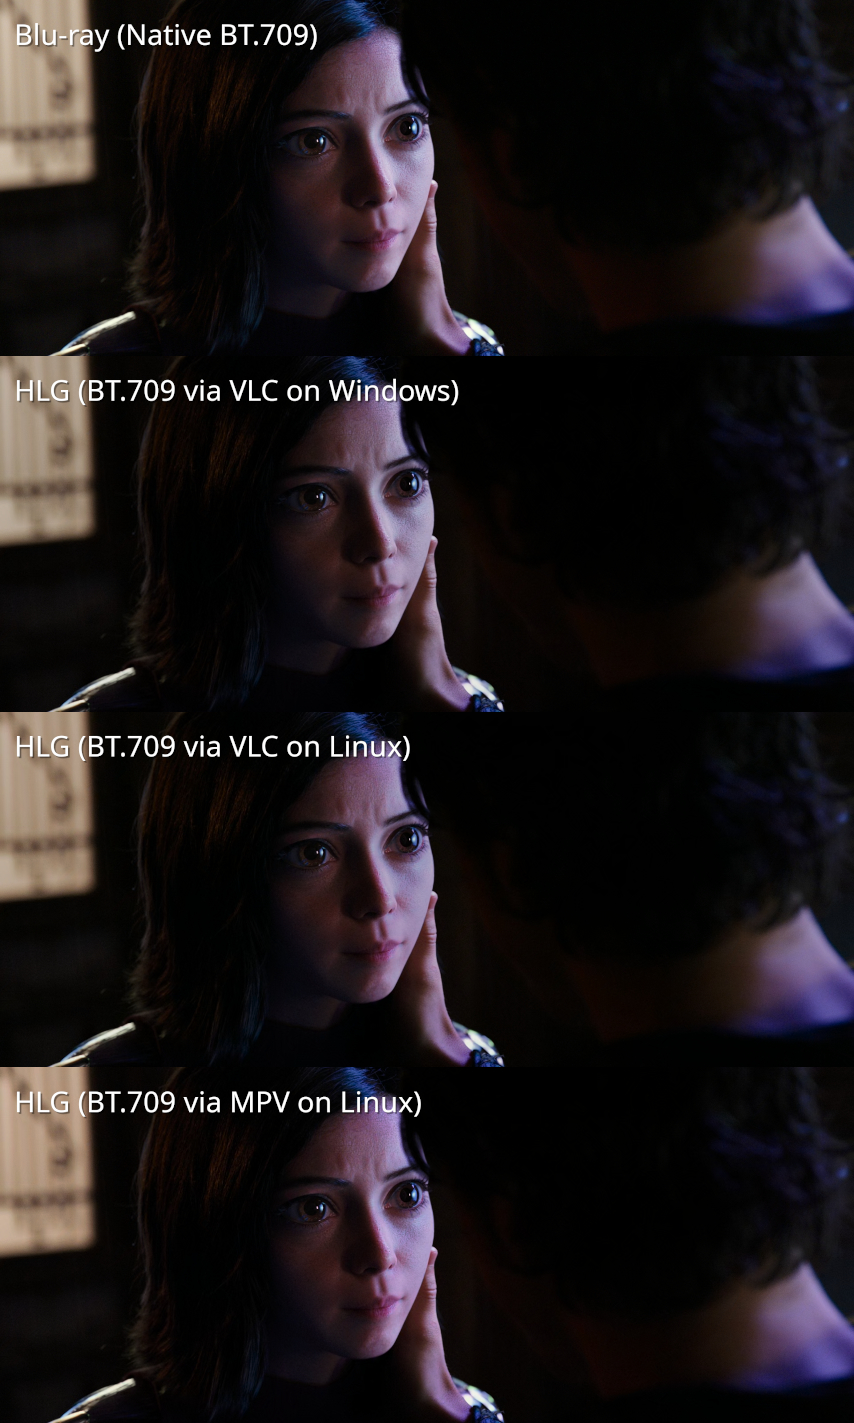 Blu-ray (Native BT.709)
HLG (BT.709 via VLC on Windows)
HLG (BT.709 via VLC on Linux)
HLG (BT.709 via MPV on Linux)